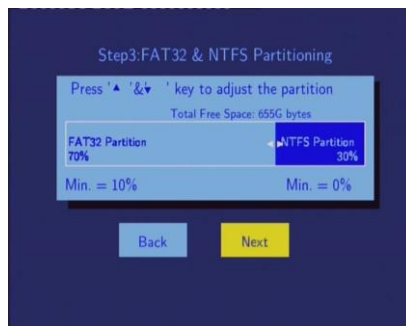 Step3:FAT32 & NTFS Partitioning
Press '▲ '&'▼ ' key to adjust the partition
Total Free Space: 655G bytes
FAT32 Partition
70%
NTFS Partition
30%
Min. = 10%
Min. = 0%
Back
Next